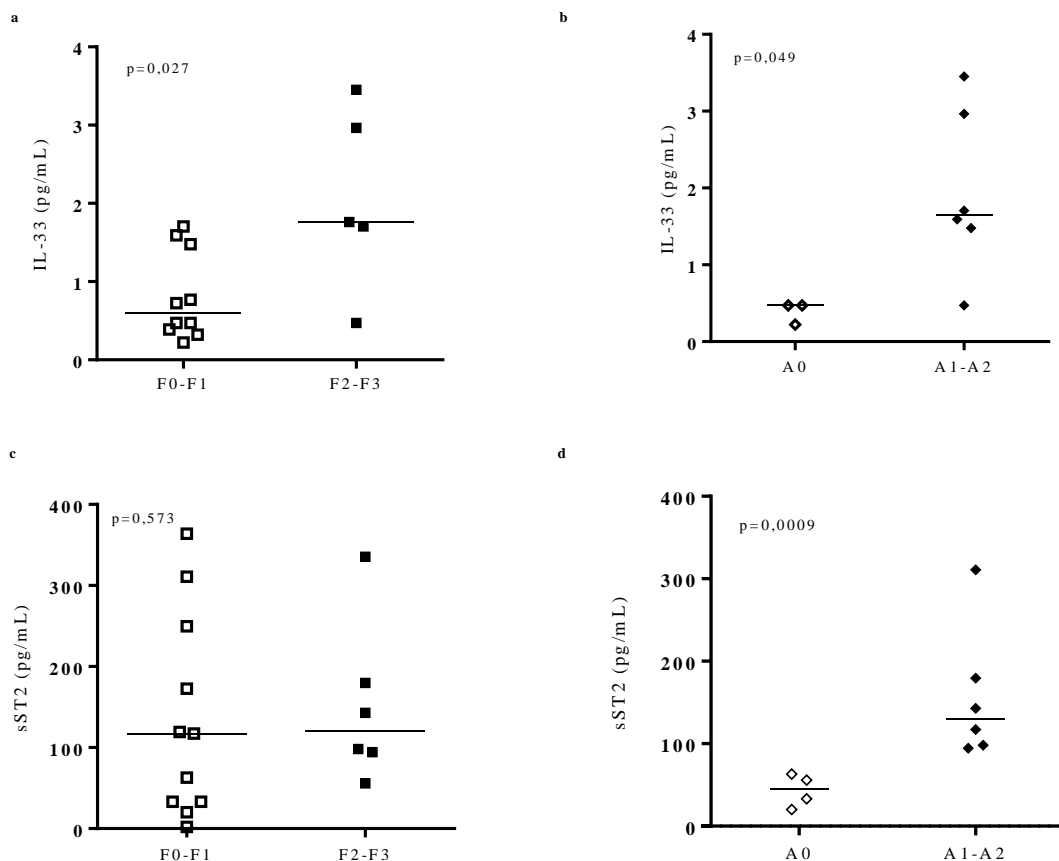 a
4
3
2
1
0
IL-33 (pg/mL)
p=0,027
F0-F1
F2-F3
b
4
3
2
1
0
IL-33 (pg/mL)
p=0,049
A0
A1-A2
c
400
300
200
100
0
sST2 (pg/mL)
p=0,573
F0-F1
F2-F3
d
400
300
200
100
0
sST2 (pg/mL)
p=0,0009
A0
A1-A2